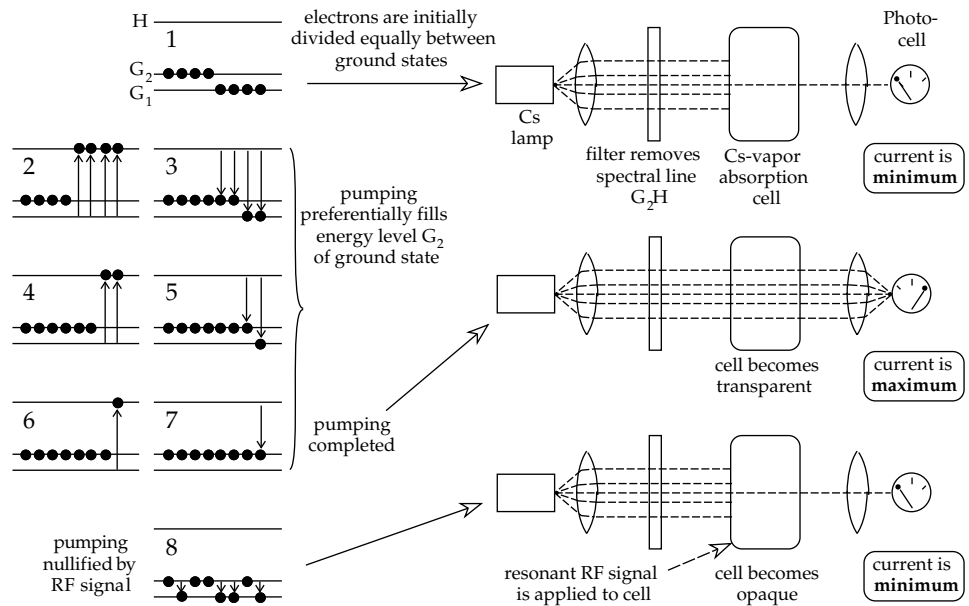 H
1
G2
G1
electrons are initially
divided equally between
ground states
Cs
lamp
filter removes
spectral line
G2H
Cs-vapor
absorption
cell
Photo-
cell
current is
minimum
2
3
4
5
6
7
pumping
preferentially fills
energy level G2
of ground state
pumping
completed
cell becomes
transparent
current is
maximum
pumping
nullified by
RF signal
8
resonant RF signal
is applied to cell
cell becomes
opaque
current is
minimum